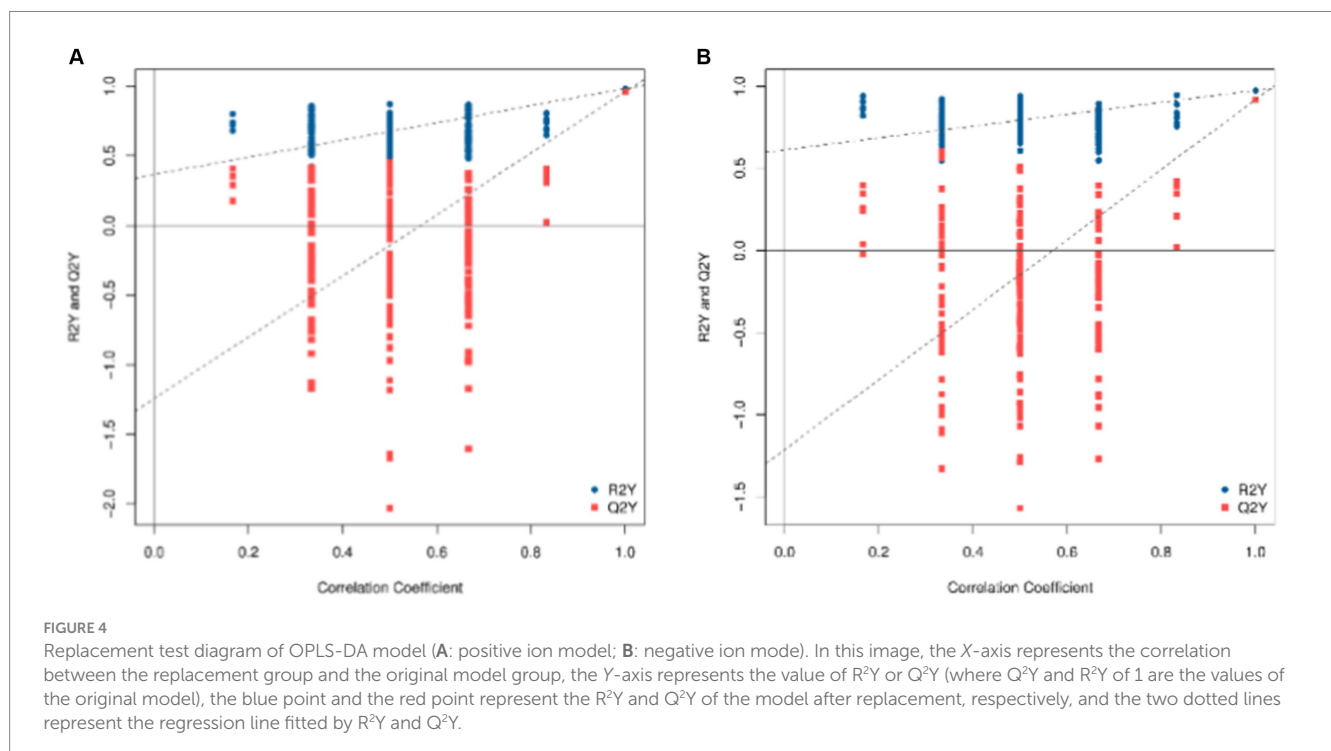 A
B
1.0
0.5
0.0
−0.5
−1.0
−1.5
−2.0
R2Y and Q2Y
R2Y
Q2Y
0.0 0.2 0.4 0.6 0.8 1.0
Correlation Coefficient
1.0
0.5
0.0
−0.5
−1.0
−1.5
R2Y and Q2Y
R2Y
Q2Y
0.0 0.2 0.4 0.6 0.8 1.0
Correlation Coefficient
FIGURE 4
Replacement test diagram of OPLS-DA model (A: positive ion model; B: negative ion mode). In this image, the X-axis represents the correlation
between the replacement group and the original model group, the Y-axis represents the value of R²Y or Q²Y (where Q²Y and R²Y of 1 are the values of
the original model), the blue point and the red point represent the R²Y and Q²Y of the model after replacement, respectively, and the two dotted lines
represent the regression line fitted by R²Y and Q²Y.